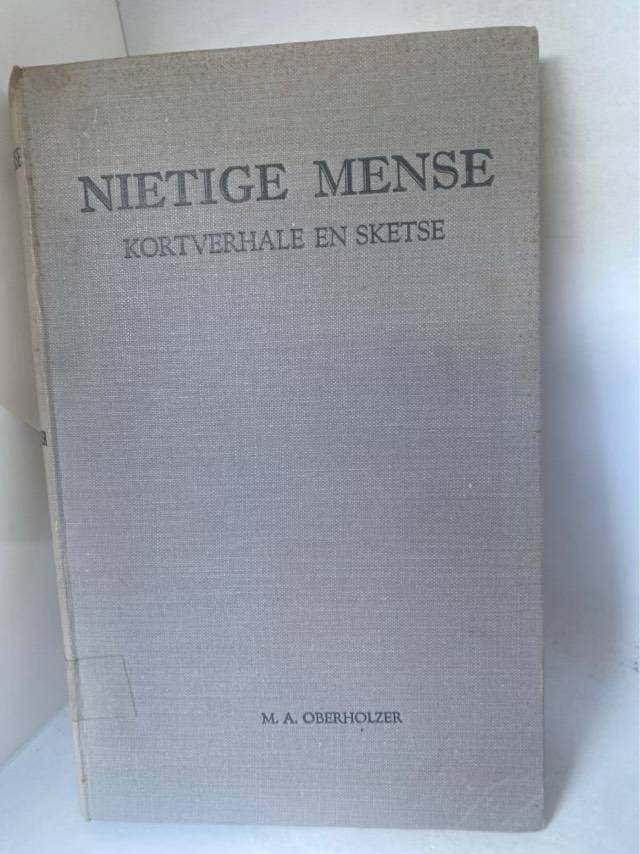 NIETIGE MENSE
KORTVERHALE EN SKETSE
M. A. OBERHOLZER